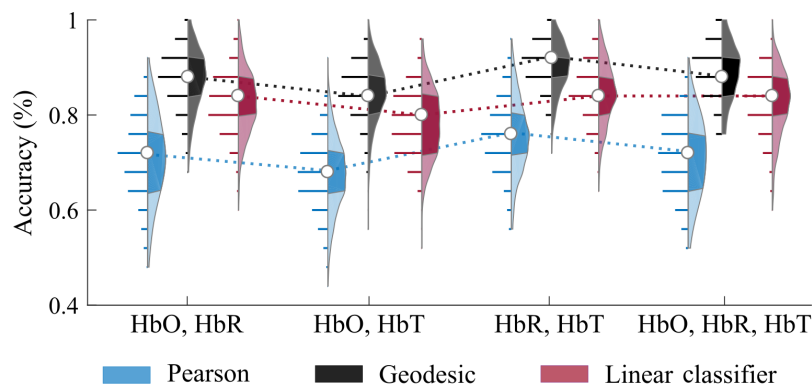 Accuracy (%)
1
0.8
0.6
0.4
HbO, HbR
HbO, HbT
HbR, HbT
HbO, HbR, HbT
Pearson
Geodesic
Linear classifier